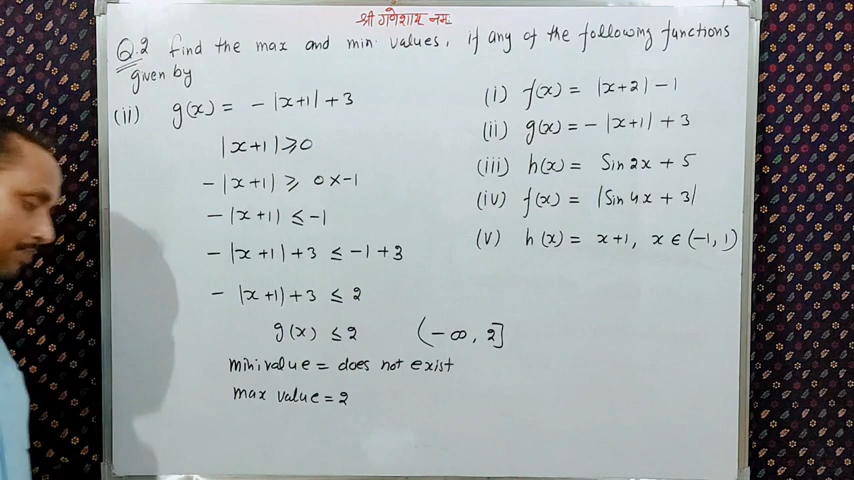 श्री गणेशाय नमः
Q.2 find the max and min. values, if any of the following functions
given by
(ii) g(x) = - |x+1| + 3
|x+1| ≥ 0
- |x+1| ≥ 0 × -1
- |x+1| ≤ -1
- |x+1| + 3 ≤ -1 + 3
- |x+1| + 3 ≤ 2
g(x) ≤ 2 (-∞, 2]
mini value = does not exist
max value = 2
(i) f(x) = |x+2| - 1
(ii) g(x) = - |x+1| + 3
(iii) h(x) = Sin 2x + 5
(iv) f(x) = |Sin 4x + 3|
(v) h(x) = x+1, x ∈ (-1, 1)